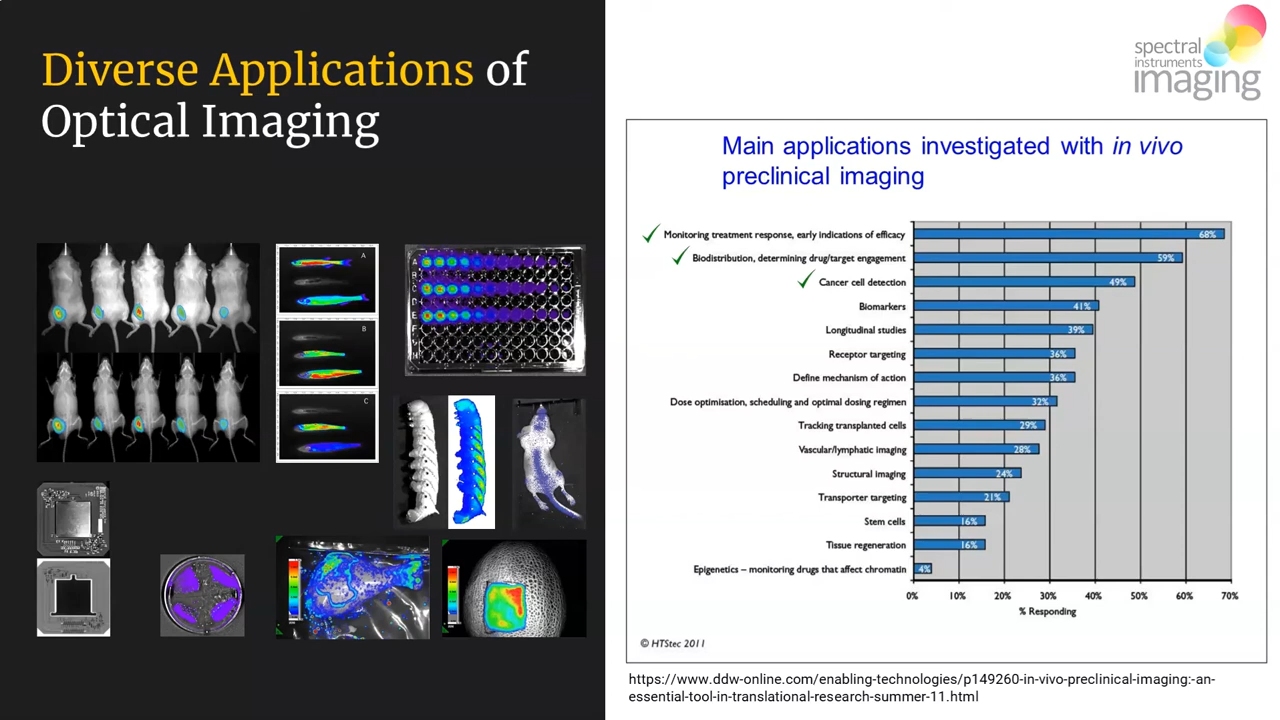 Diverse Applications of
Optical Imaging
spectral
instruments
imaging
Main applications investigated with in vivo
preclinical imaging
Monitoring treatment response, early indications of efficacy 68%
Biodistribution, determining drug/target engagement 59%
Cancer cell detection 49%
Biomarkers 41%
Longitudinal studies 39%
Receptor targeting 36%
Define mechanism of action 36%
Dose optimisation, scheduling and optimal dosing regimen 32%
Tracking transplanted cells 29%
Vascular/lymphatic imaging 28%
Structural imaging 24%
Transporter targeting 21%
Stem cells 16%
Tissue regeneration 16%
Epigenetics – monitoring drugs that affect chromatin 4%
0% 10% 20% 30% 40% 50% 60% 70%
% Responding
© HTStec 2011
https://www.ddw-online.com/enabling-technologies/p149260-in-vivo-preclinical-imaging:-an-
essential-tool-in-translational-research-summer-11.html
A
B
C